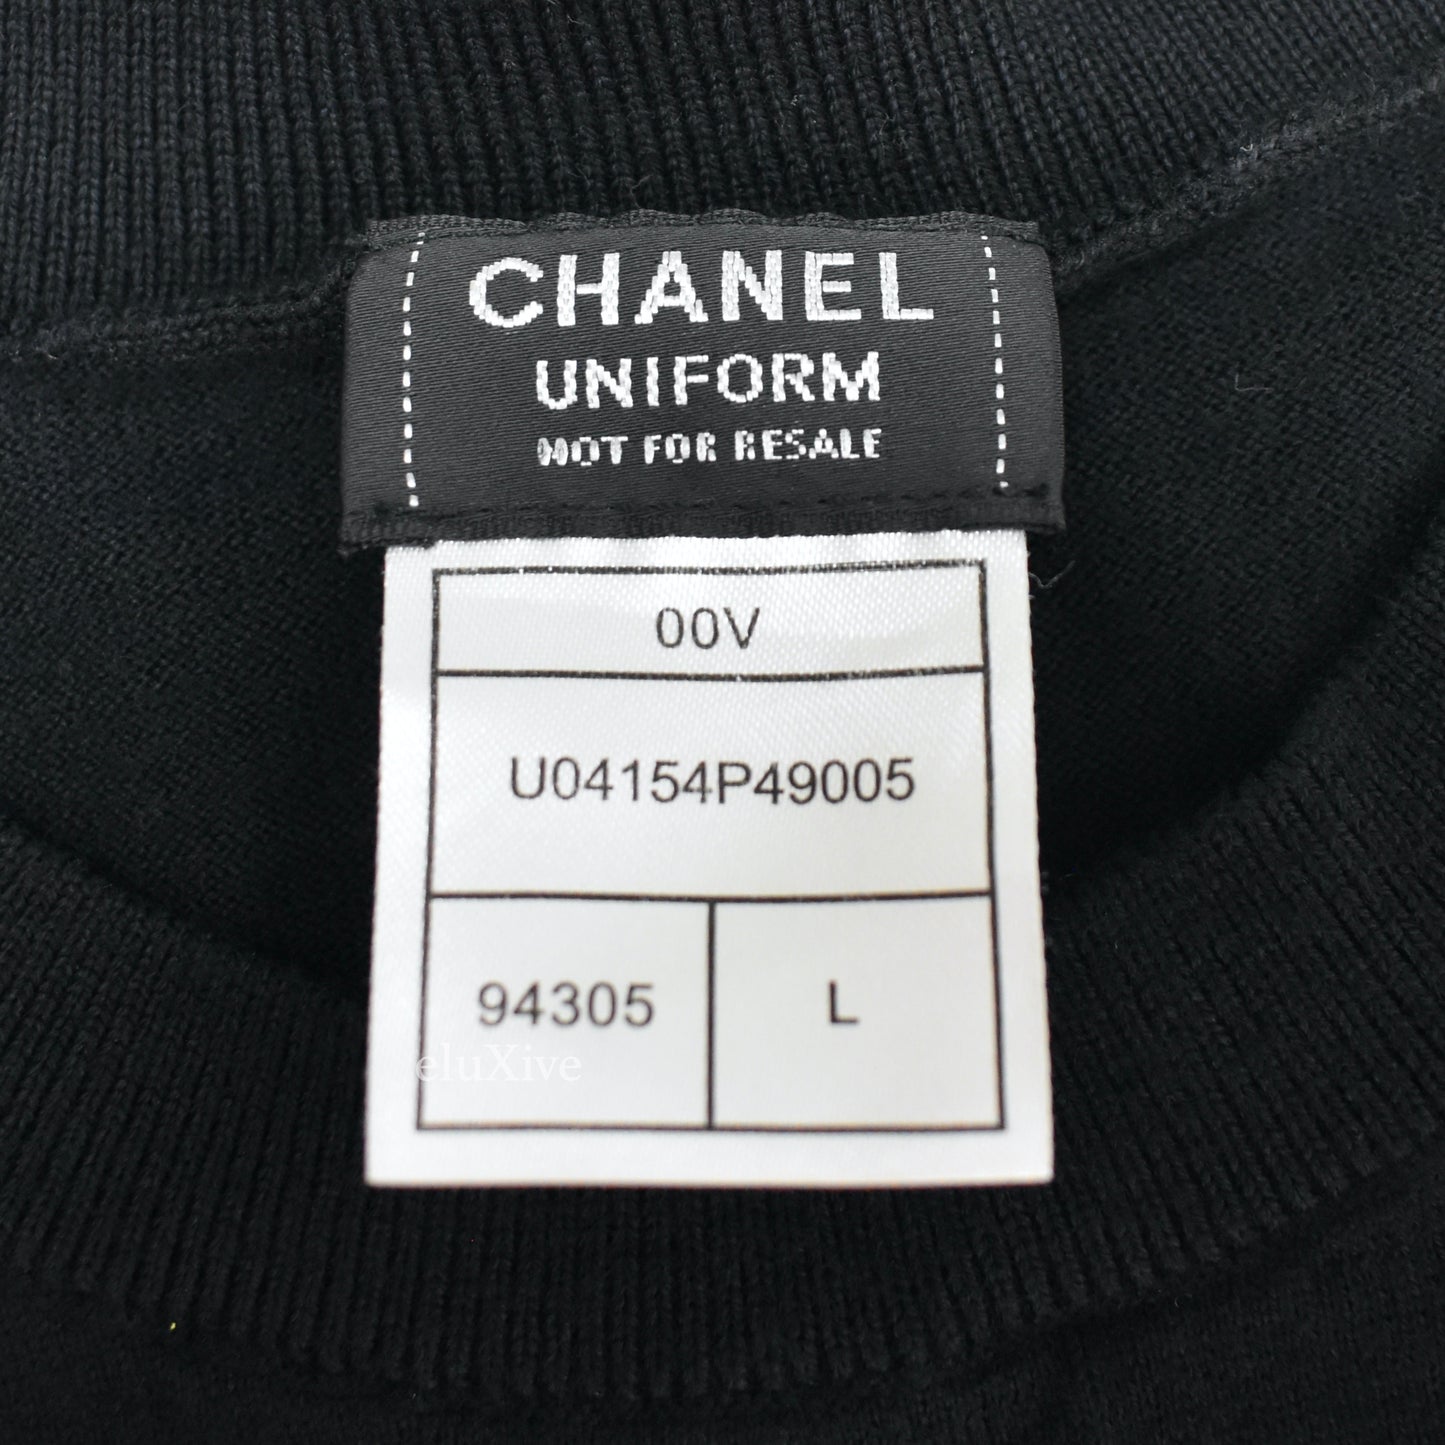 CHANEL
UNIFORM
NOT FOR RESALE
00V
U04154P49005
94305 L
eluXive